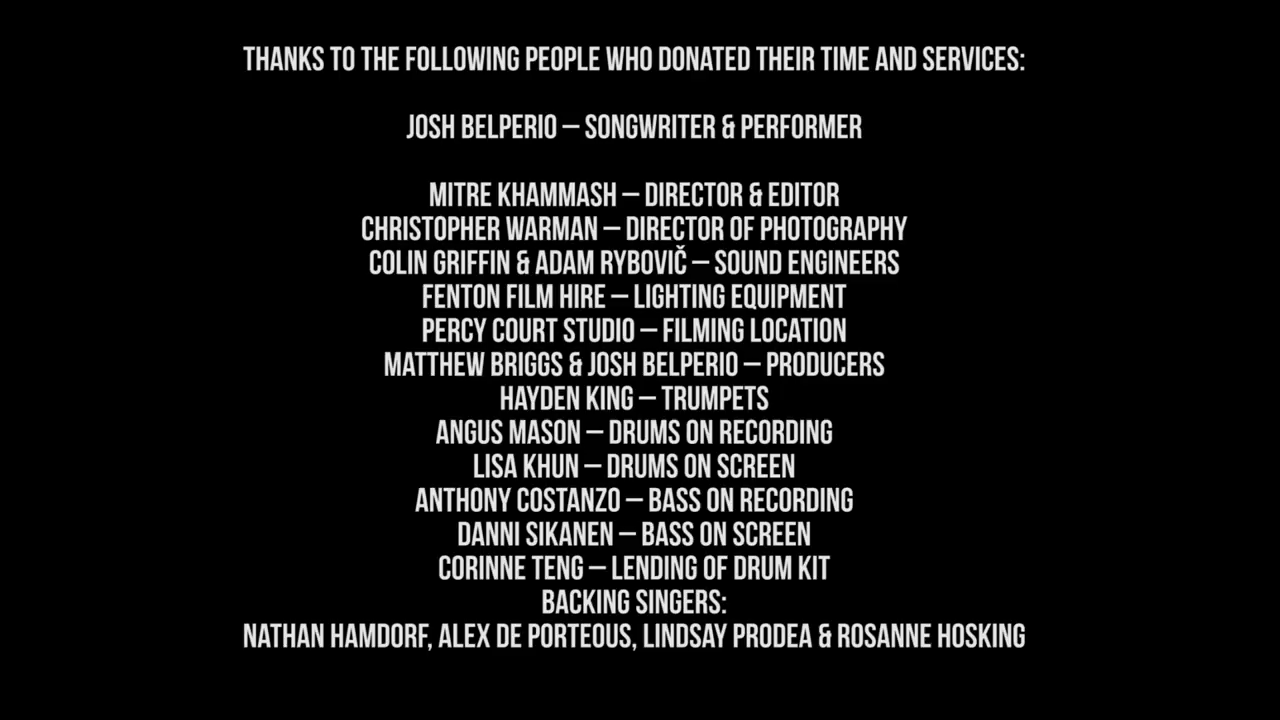 THANKS TO THE FOLLOWING PEOPLE WHO DONATED THEIR TIME AND SERVICES:
JOSH BELPERIO – SONGWRITER & PERFORMER
MITRE KHAMMASH – DIRECTOR & EDITOR
CHRISTOPHER WARMAN – DIRECTOR OF PHOTOGRAPHY
COLIN GRIFFIN & ADAM RYBOVIČ – SOUND ENGINEERS
FENTON FILM HIRE – LIGHTING EQUIPMENT
PERCY COURT STUDIO – FILMING LOCATION
MATTHEW BRIGGS & JOSH BELPERIO – PRODUCERS
HAYDEN KING – TRUMPETS
ANGUS MASON – DRUMS ON RECORDING
LISA KHUN – DRUMS ON SCREEN
ANTHONY COSTANZO – BASS ON RECORDING
DANNI SIKANEN – BASS ON SCREEN
CORINNE TENG – LENDING OF DRUM KIT
BACKING SINGERS:
NATHAN HAMDORF, ALEX DE PORTEOUS, LINDSAY PRODEA & ROSANNE HOSKING